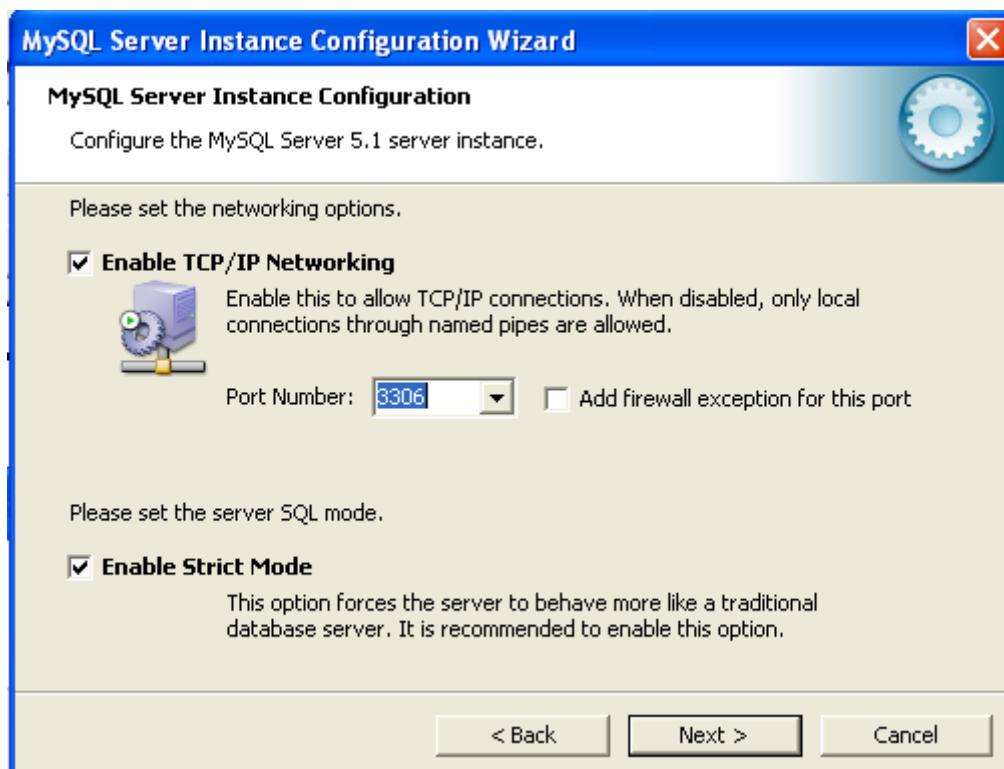 MySQL Server Instance Configuration Wizard
MySQL Server Instance Configuration
Configure the MySQL Server 5.1 server instance.
Please set the networking options.
Enable TCP/IP Networking
Enable this to allow TCP/IP connections. When disabled, only local
connections through named pipes are allowed.
Port Number: 3306 Add firewall exception for this port
Please set the server SQL mode.
Enable Strict Mode
This option forces the server to behave more like a traditional
database server. It is recommended to enable this option.
< Back Next > Cancel